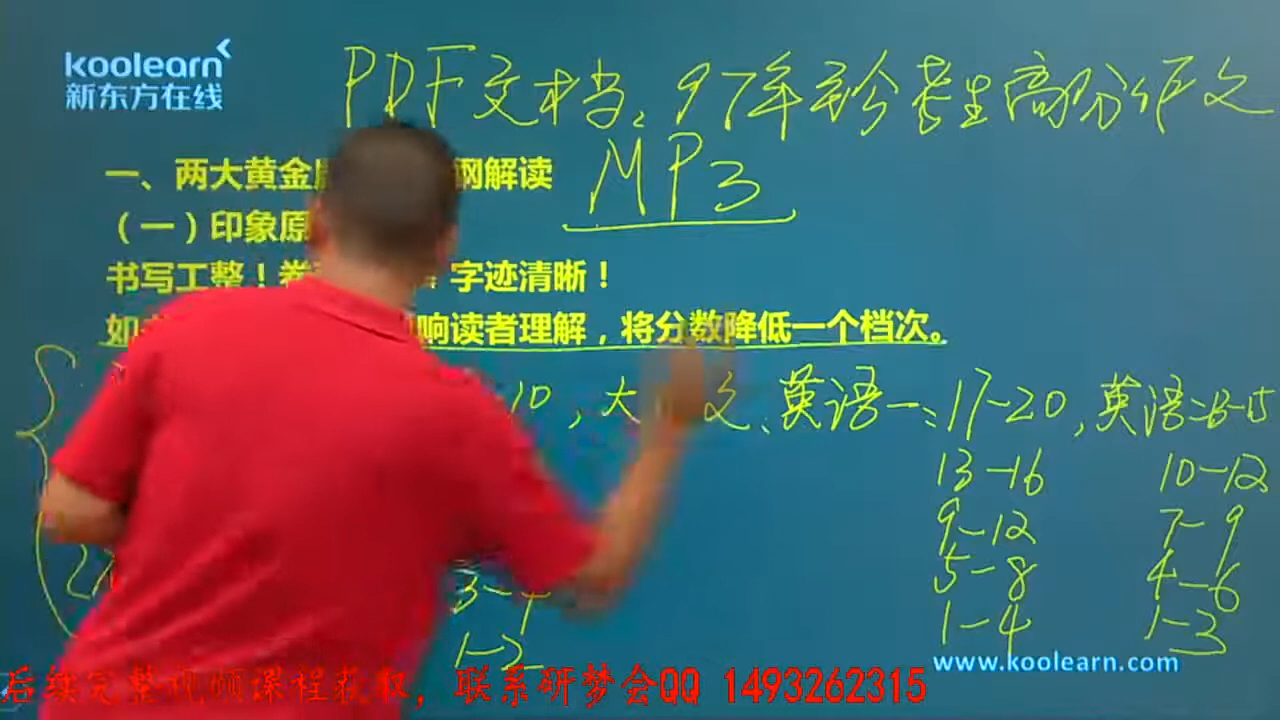 koolearn
新东方在线
PDF文档、97年至今考生高分作文
MP3
一、两大黄金 纲解读
（一）印象原
书写工整！卷 字迹清晰！
如 响读者理解，将分数降低一个档次。
-10，大 文、英语一：17-20，英语二13-15
13-16 10-12
9-12 7-9
5-8 4-6
3-4 1-4 1-3
1-2
www.koolearn.com
后续完整视频课程获取，联系研梦会QQ 1493262315